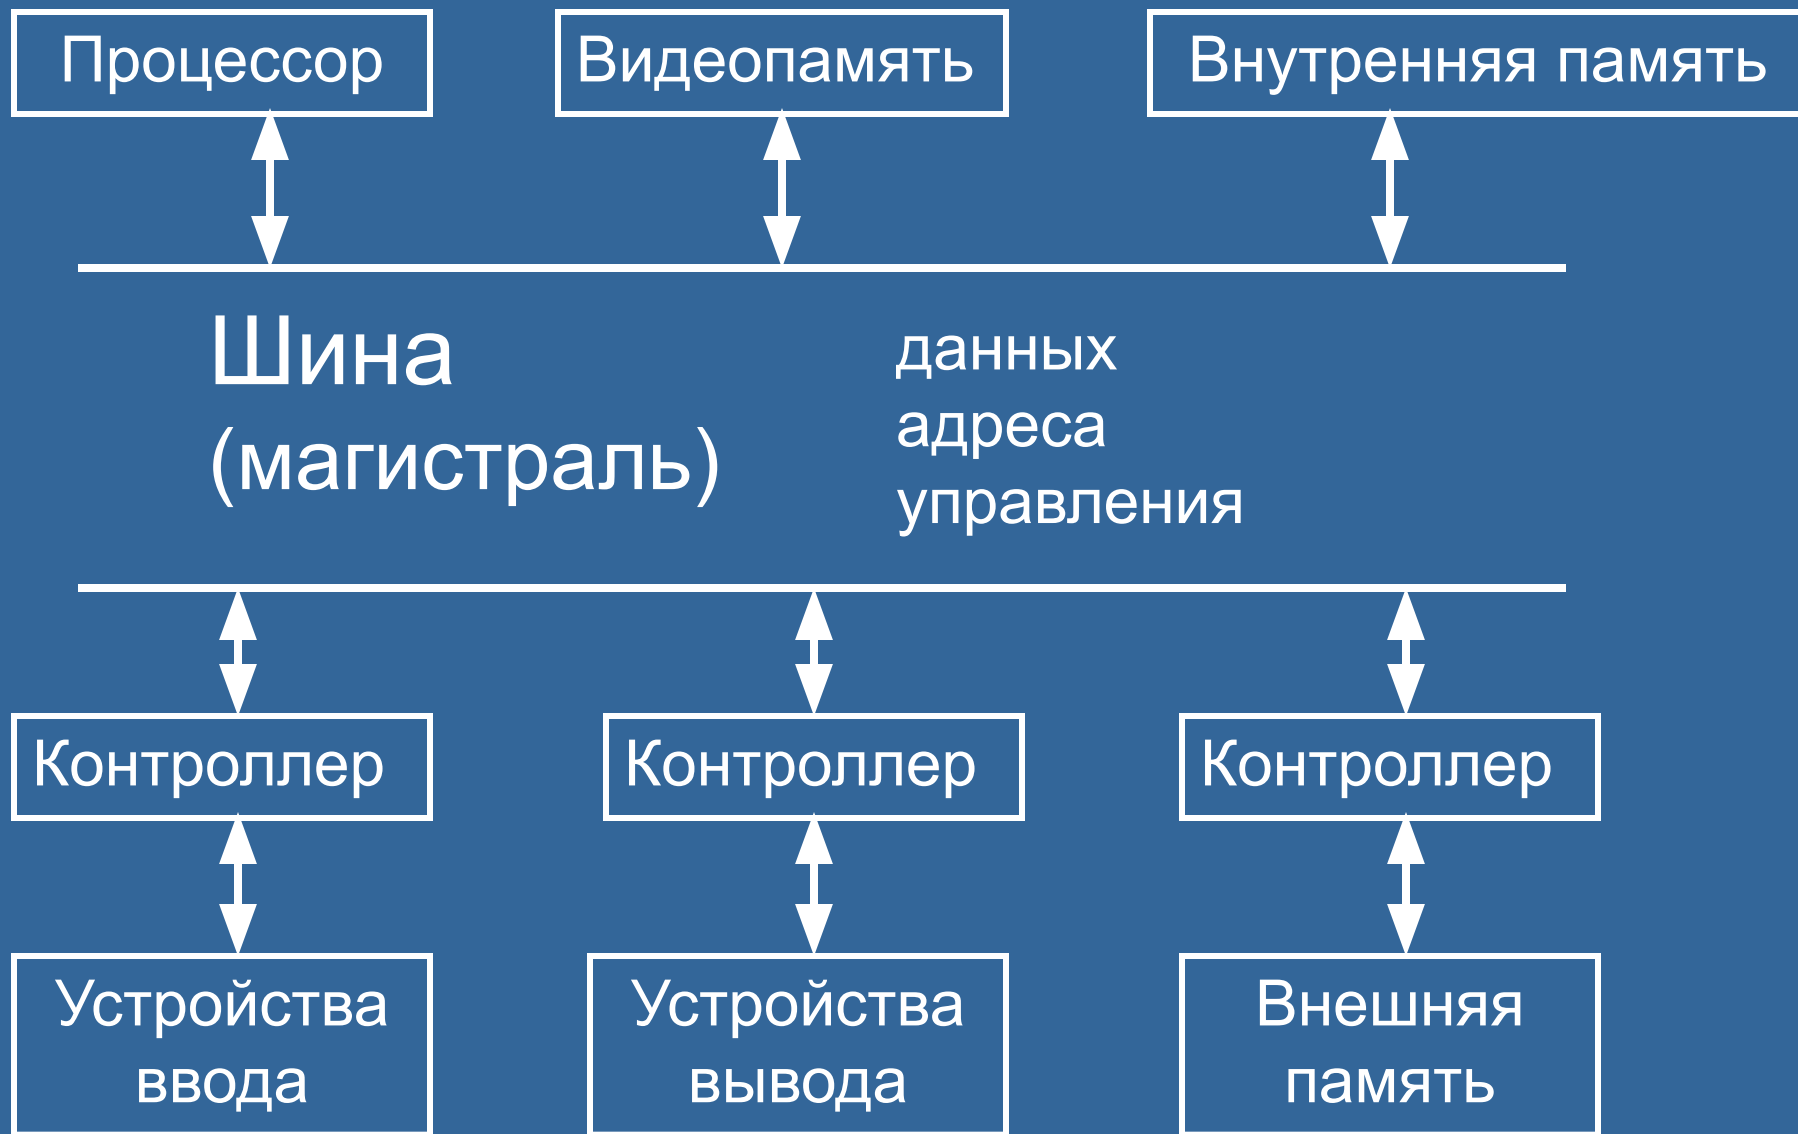 Процессор
Видеопамять
Внутренняя память
Шина
(магистраль)
данных
адреса
управления
Контроллер
Контроллер
Контроллер
Устройства
ввода
Устройства
вывода
Внешняя
память